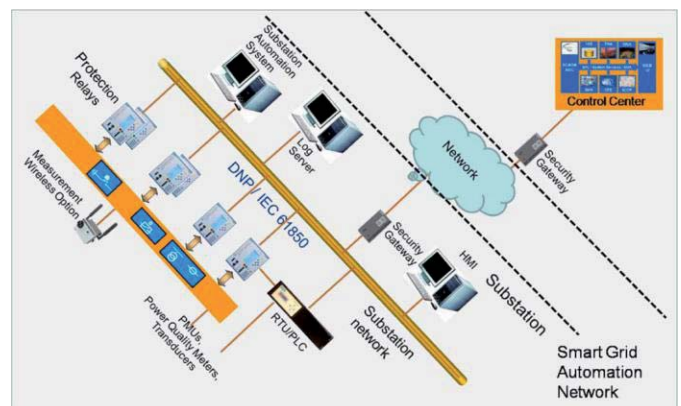 Protection
Relays
Substation
Automation
System
Log
Server
Measurement
Wireless Option
DNP / IEC 61850
Network
Control Center
Security
Gateway
Security
Gateway
HMI
Substation
Substation
network
RTU/PLC
PMUs,
Power Quality Meters,
Transducers
Smart Grid
Automation
Network